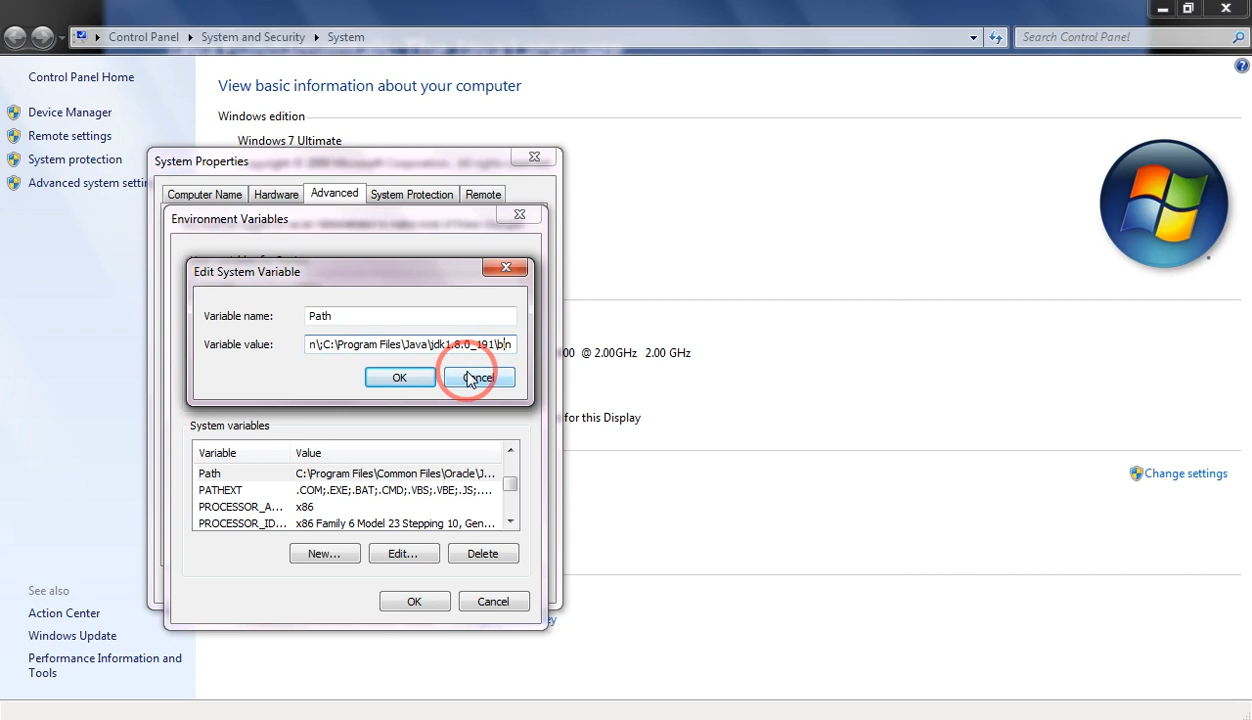 Control Panel ▸ System and Security ▸ System
Search Control Panel
Control Panel Home
Device Manager
Remote settings
System protection
Advanced system setti
View basic information about your computer
Windows edition
Windows 7 Ultimate
System Properties
Computer Name
Hardware
Advanced
System Protection
Remote
Environment Variables
Edit System Variable
Variable name:
Path
Variable value:
n\;C:\Program Files\Java\jdk1.8.0_191\bin
OK
Cancel
System variables
Variable
Value
Path
C:\Program Files\Common Files\Oracle\J...
PATHEXT
.COM;.EXE;.BAT;.CMD;.VBS;.VBE;.JS;....
PROCESSOR_A...
x86
PROCESSOR_ID...
x86 Family 6 Model 23 Stepping 10, Gen...
New...
Edit...
Delete
OK
Cancel
00 @ 2.00GHz 2.00 GHz
for this Display
Change settings
See also
Action Center
Windows Update
Performance Information and
Tools